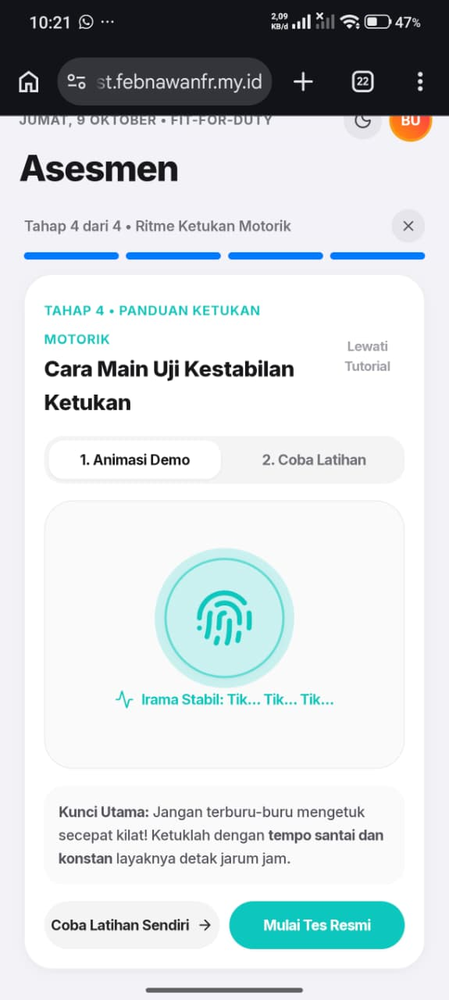 10:21
2,09
KB/d
47%
st.febnawanfr.my.id
22
JUMAT, 9 OKTOBER • FIT-FOR-DUTY
BU
Asesmen
Tahap 4 dari 4 • Ritme Ketukan Motorik
TAHAP 4 • PANDUAN KETUKAN
MOTORIK
Cara Main Uji Kestabilan
Ketukan
Lewati
Tutorial
1. Animasi Demo
2. Coba Latihan
Irama Stabil: Tik... Tik... Tik...
Kunci Utama: Jangan terburu-buru mengetuk
secepat kilat! Ketuklah dengan tempo santai dan
konstan layaknya detak jarum jam.
Coba Latihan Sendiri →
Mulai Tes Resmi